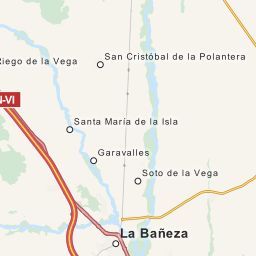 San Cristóbal de la Polantera
Riego de la Vega
N-VI
Santa María de la Isla
Garavalles
Soto de la Vega
La Bañeza